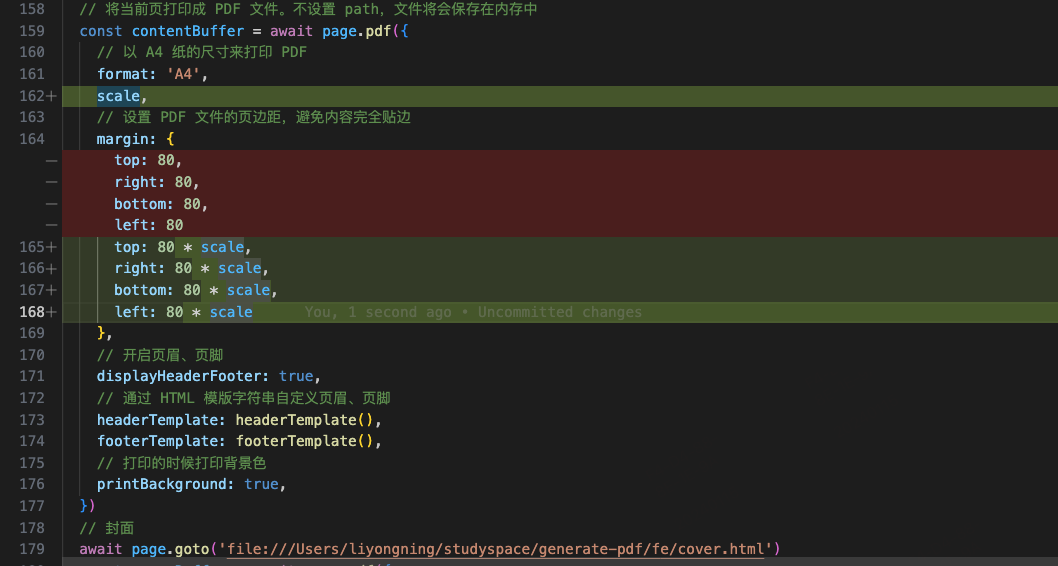 158 // 将当前页打印成 PDF 文件。不设置 path，文件将会保存在内存中
159 const contentBuffer = await page.pdf({
160 // 以 A4 纸的尺寸来打印 PDF
161 format: 'A4',
162+ scale,
163 // 设置 PDF 文件的页边距，避免内容完全贴边
164 margin: {
— top: 80,
— right: 80,
— bottom: 80,
— left: 80
165+ top: 80 * scale,
166+ right: 80 * scale,
167+ bottom: 80 * scale,
168+ left: 80 * scale You, 1 second ago • Uncommitted changes
169 },
170 // 开启页眉、页脚
171 displayHeaderFooter: true,
172 // 通过 HTML 模版字符串自定义页眉、页脚
173 headerTemplate: headerTemplate(),
174 footerTemplate: footerTemplate(),
175 // 打印的时候打印背景色
176 printBackground: true,
177 })
178 // 封面
179 await page.goto('file:///Users/liyongning/studyspace/generate-pdf/fe/cover.html')